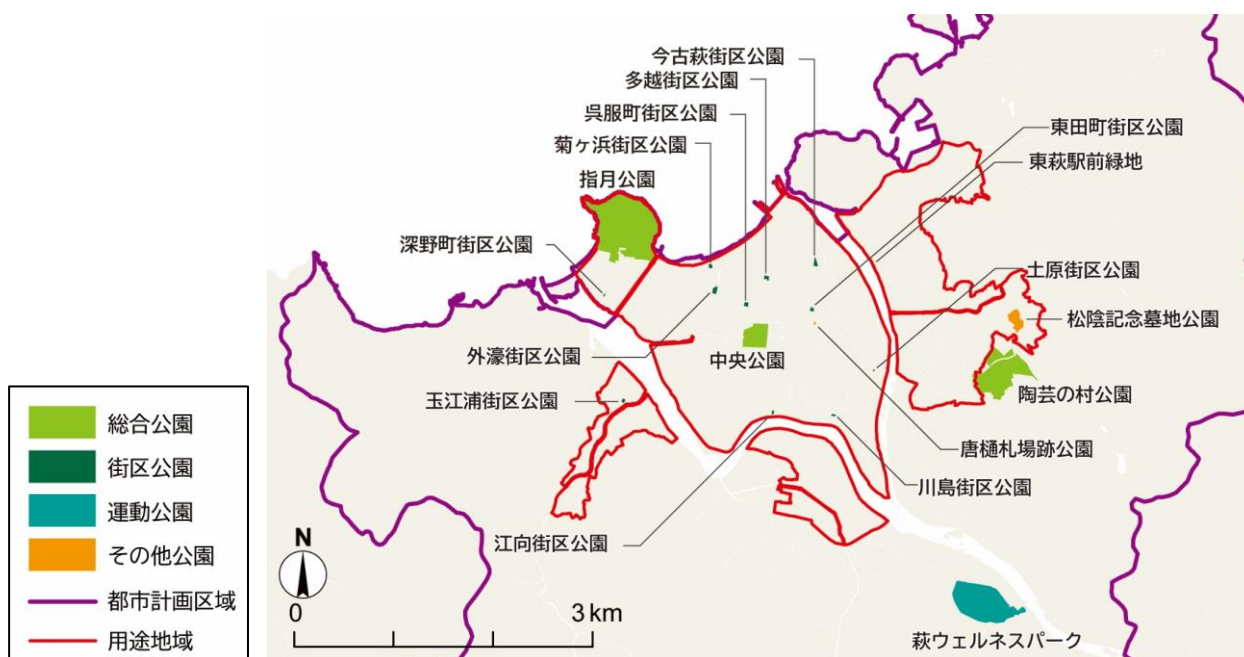 今古萩街区公園
多越街区公園
呉服町街区公園
菊ヶ浜街区公園
指月公園
深野町街区公園
東田町街区公園
東萩駅前緑地
土原街区公園
松陰記念墓地公園
外濠街区公園
中央公園
玉江浦街区公園
陶芸の村公園
唐樋札場跡公園
川島街区公園
江向街区公園
萩ウェルネスパーク
総合公園
街区公園
運動公園
その他公園
都市計画区域
用途地域
N
0 3 km